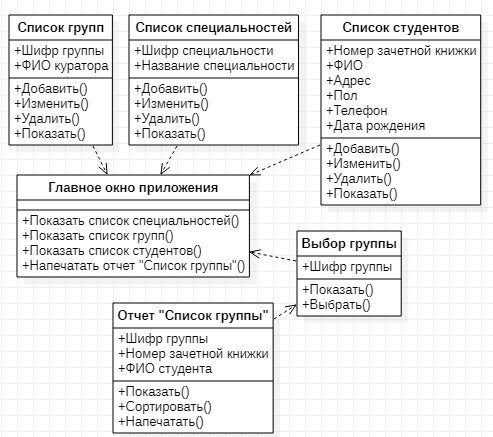 Список групп
+Шифр группы
+ФИО куратора
+Добавить()
+Изменить()
+Удалить()
+Показать()
Список специальностей
+Шифр специальности
+Название специальности
+Добавить()
+Изменить()
+Удалить()
+Показать()
Список студентов
+Номер зачетной книжки
+ФИО
+Адрес
+Пол
+Телефон
+Дата рождения
+Добавить()
+Изменить()
+Удалить()
+Показать()
Главное окно приложения
+Показать список специальностей()
+Показать список групп()
+Показать список студентов()
+Напечатать отчет "Список группы"()
Выбор группы
+Шифр группы
+Показать()
+Выбрать()
Отчет "Список группы"
+Шифр группы
+Номер зачетной книжки
+ФИО студента
+Показать()
+Сортировать()
+Напечатать()